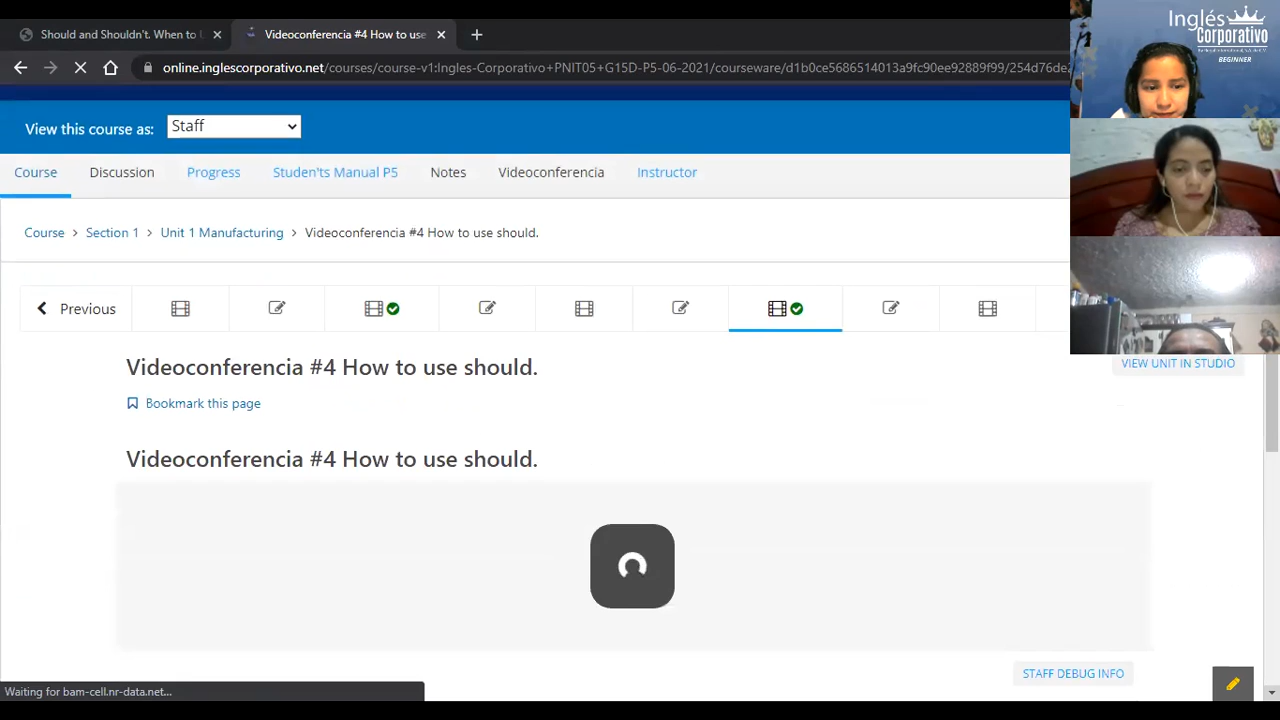 Should and Shouldn't. When to
Videoconferencia #4 How to use
online.inglescorporativo.net/courses/course-v1:Ingles-Corporativo+PNIT05+G15D-P5-06-2021/courseware/
Inglés
Corporativo
BEGINNER
View this course as: Staff
Course Discussion Progress Studen'ts Manual P5 Notes Videoconferencia Instructor
Course > Section 1 > Unit 1 Manufacturing > Videoconferencia #4 How to use should.
Previous
Videoconferencia #4 How to use should.
VIEW UNIT IN STUDIO
Bookmark this page
Videoconferencia #4 How to use should.
STAFF DEBUG INFO
Waiting for bam-cell.nr-data.net...